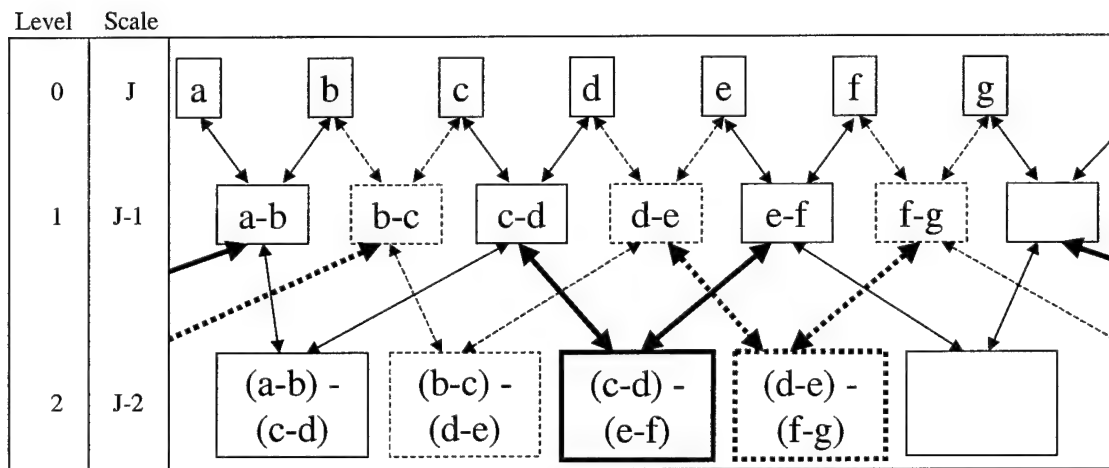 Level Scale
0 J a b c d e f g
1 J-1 a-b b-c c-d d-e e-f f-g
2 J-2 (a-b) - (b-c) - (c-d) - (d-e) -
(c-d) (d-e) (e-f) (f-g)